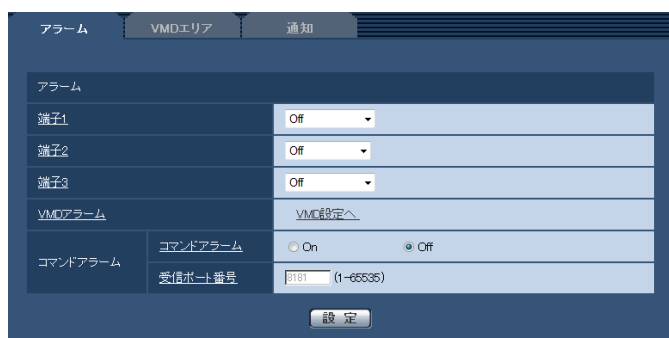 アラーム VMDエリア 通知
アラーム
端子1 Off
端子2 Off
端子3 Off
VMDアラーム VMD設定へ
コマンドアラーム コマンドアラーム On Off
受信ポート番号 8181 (1-65535)
設 定